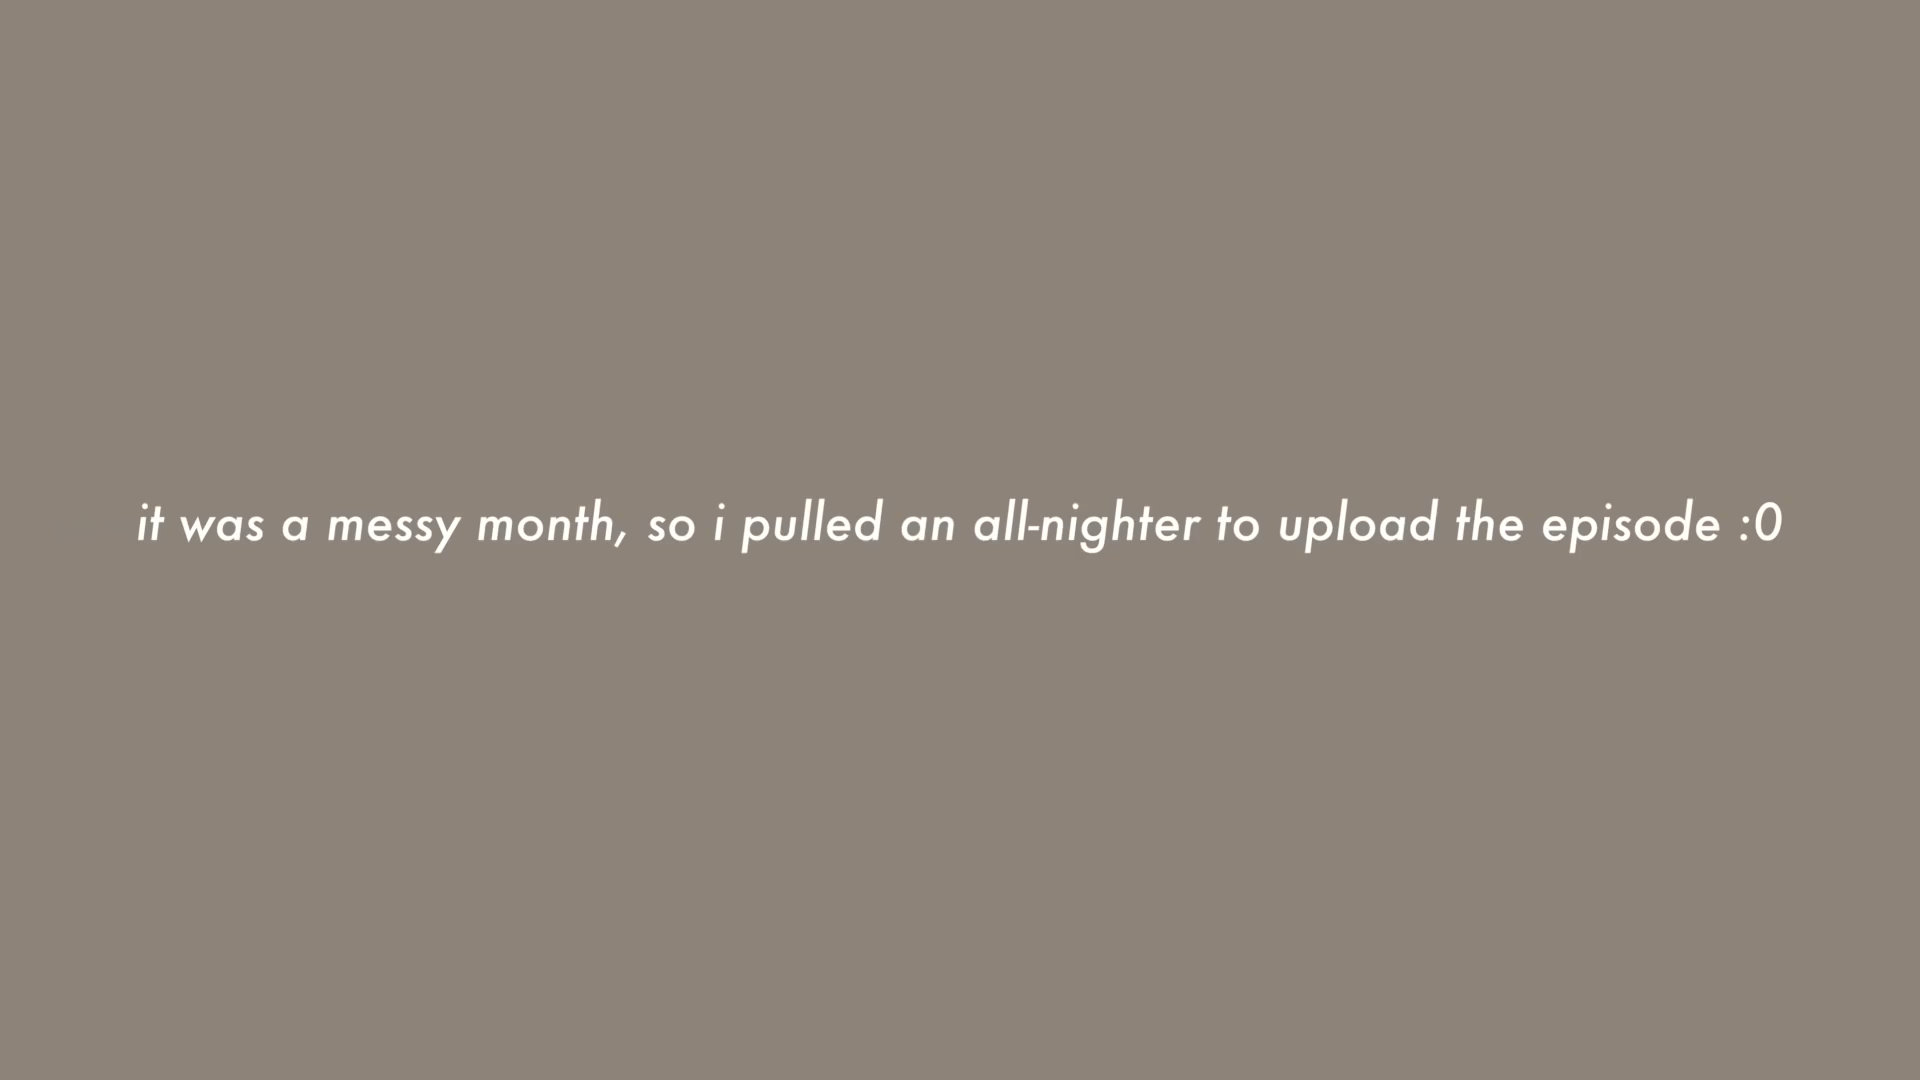 it was a messy month, so i pulled an all-nighter to upload the episode :0